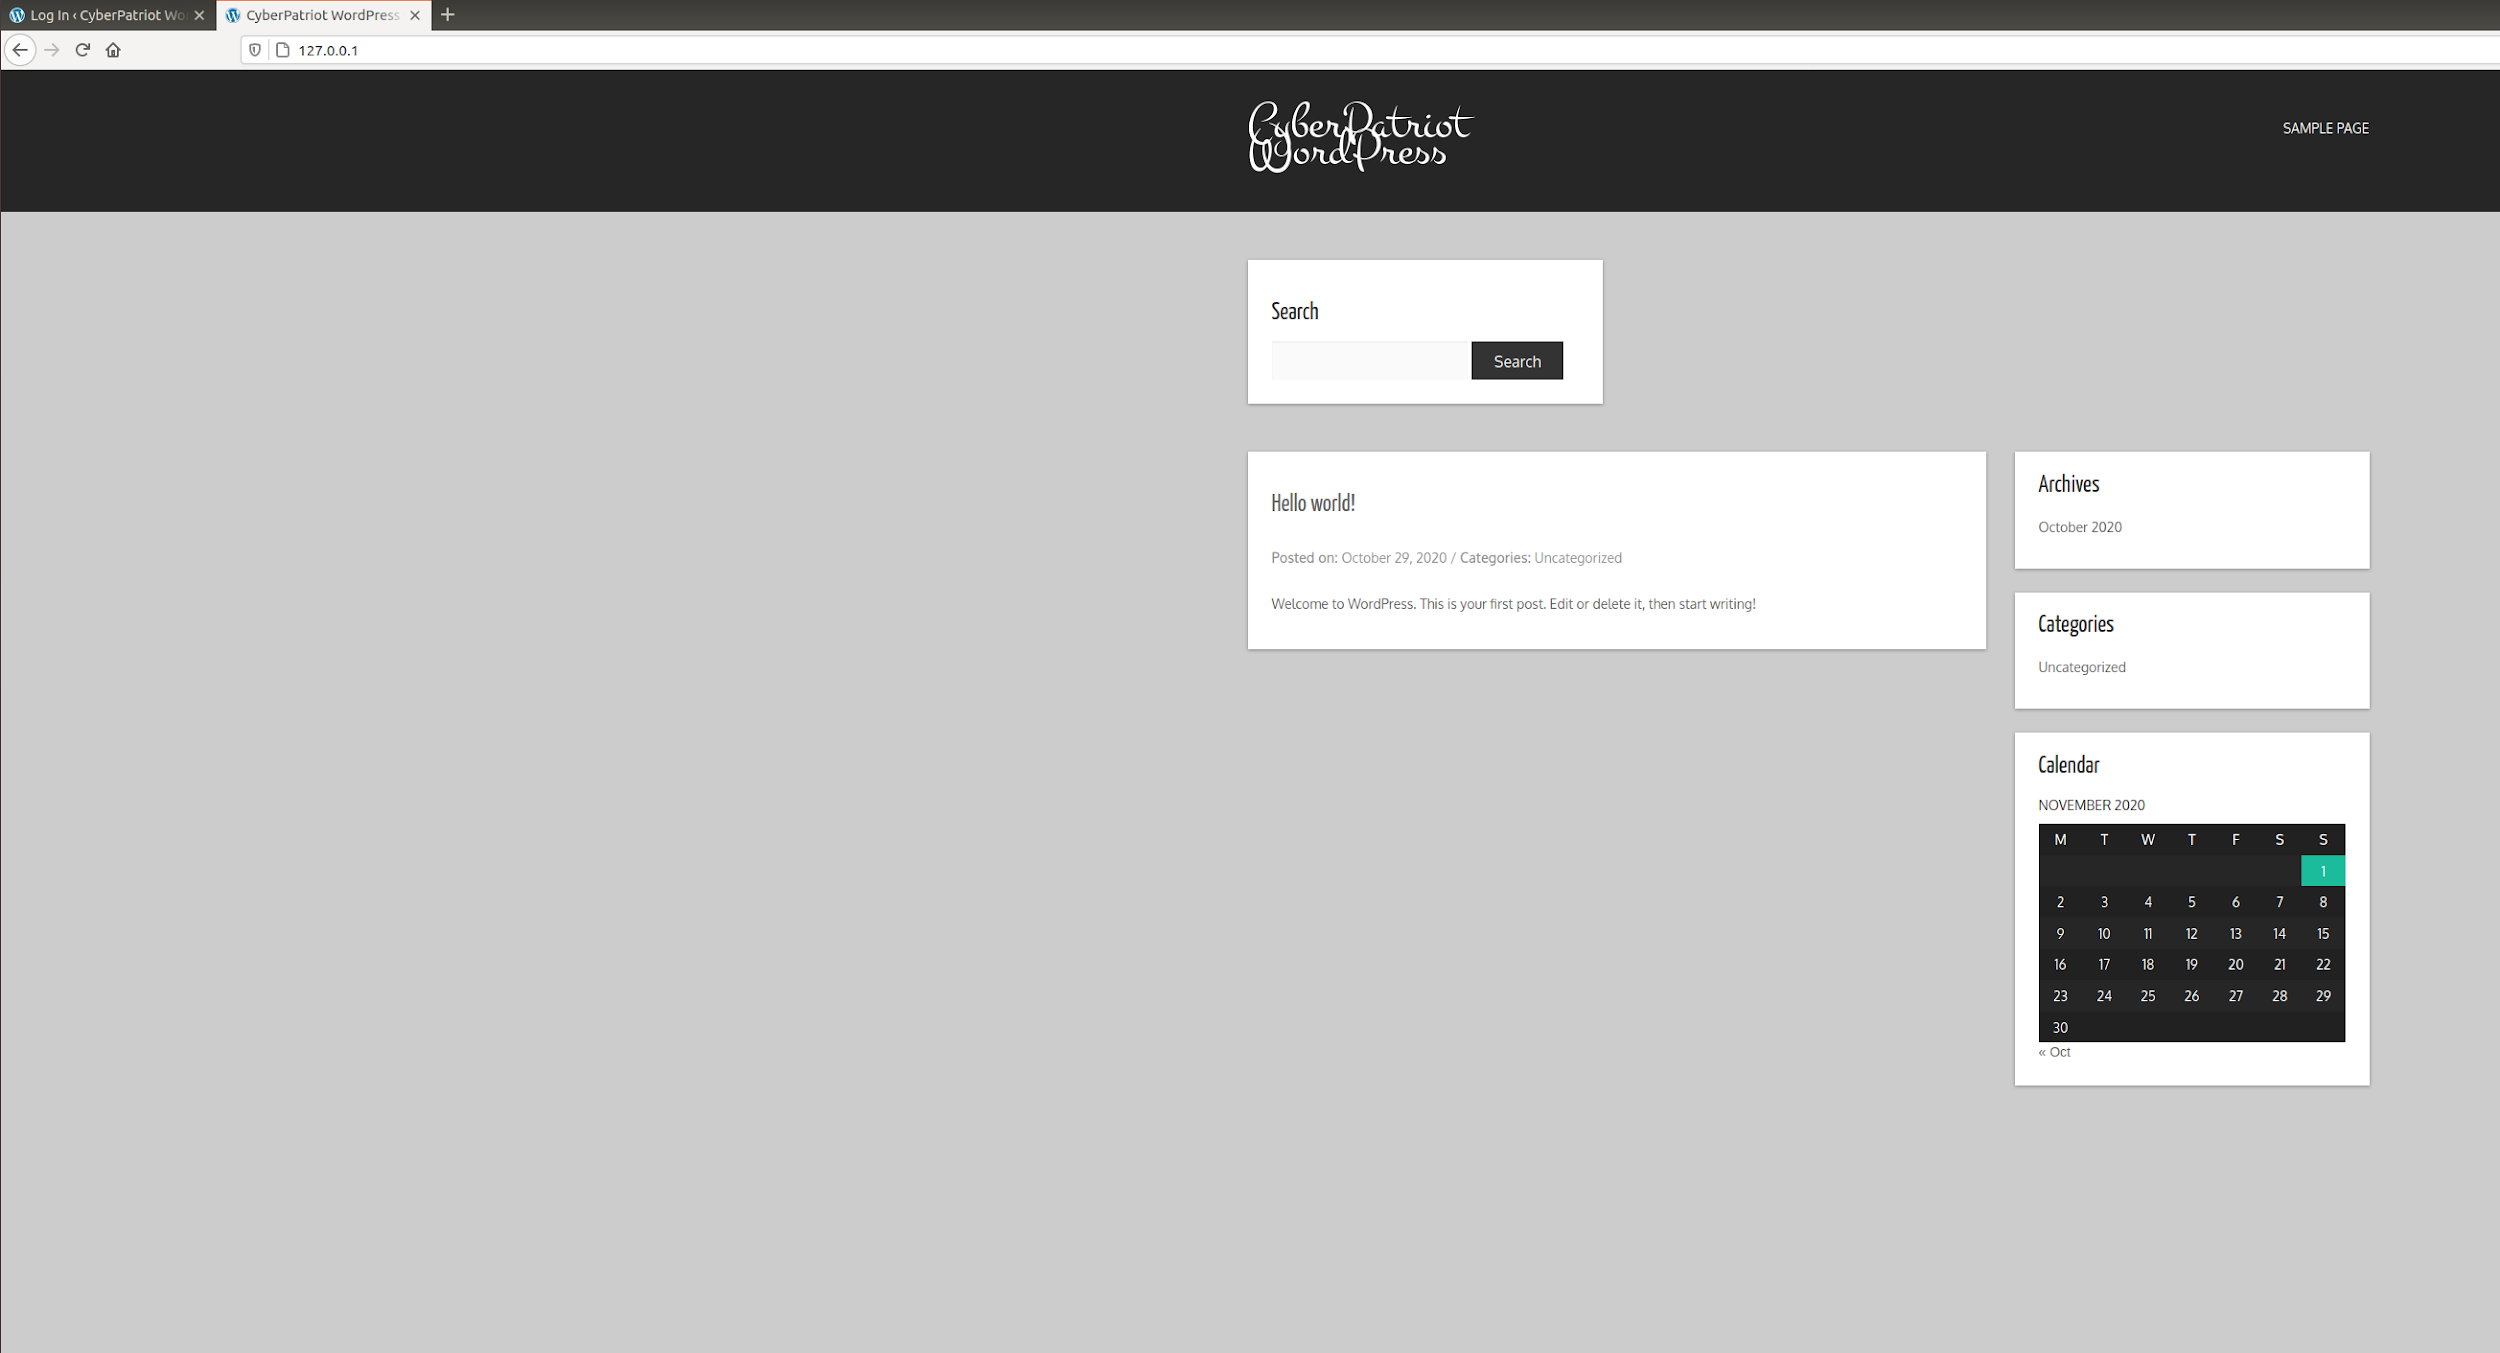 Log In ‹ CyberPatriot Wo
CyberPatriot WordPress
127.0.0.1
CyberPatriot
WordPress
SAMPLE PAGE
Search
Search
Hello world!
Posted on: October 29, 2020 / Categories: Uncategorized
Welcome to WordPress. This is your first post. Edit or delete it, then start writing!
Archives
October 2020
Categories
Uncategorized
Calendar
NOVEMBER 2020
M T W T F S S
1
2 3 4 5 6 7 8
9 10 11 12 13 14 15
16 17 18 19 20 21 22
23 24 25 26 27 28 29
30
« Oct